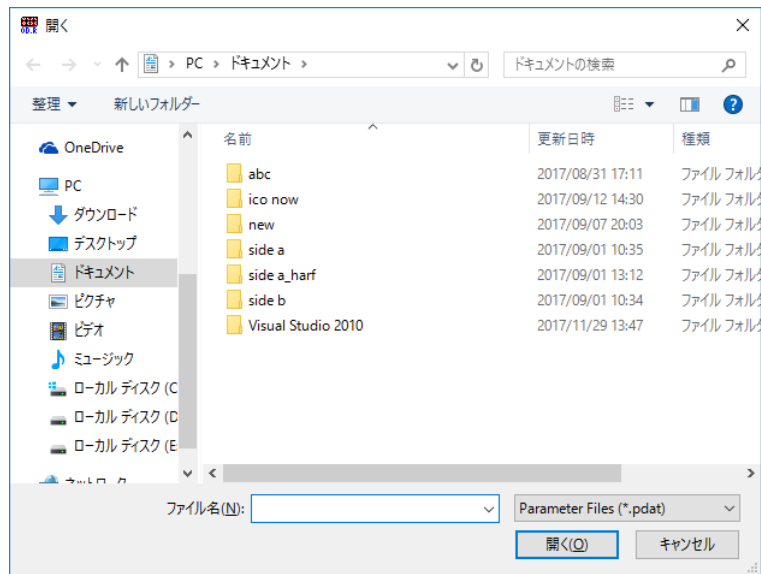 開く
PC › ドキュメント ›
ドキュメントの検索
整理 ▼ 新しいフォルダー
名前 更新日時 種類
OneDrive
PC
ダウンロード
デスクトップ
ドキュメント
ピクチャ
ビデオ
ミュージック
ローカル ディスク (C
ローカル ディスク (D
ローカル ディスク (E
abc 2017/08/31 17:11 ファイル フォル
ico now 2017/09/12 14:30 ファイル フォル
new 2017/09/07 20:03 ファイル フォル
side a 2017/09/01 10:35 ファイル フォル
side a_harf 2017/09/01 13:12 ファイル フォル
side b 2017/09/01 10:34 ファイル フォル
Visual Studio 2010 2017/11/29 13:47 ファイル フォル
ファイル名(N):
Parameter Files (*.pdat)
開く(O) キャンセル